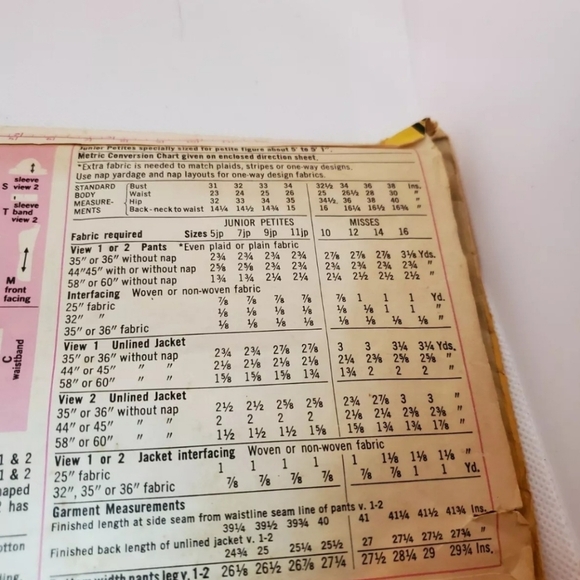 S sleeve view 2
T sleeve band view 2
M front facing
C waistband
Junior Petites specially sized for petite figure about 5' to 5' 1".
Metric Conversion Chart given on enclosed direction sheet.
*Extra fabric is needed to match plaids, stripes or one-way designs.
Use nap yardage and nap layouts for one-way design fabrics.
STANDARD Bust 31 32 33 34 32½ 34 36 38 Ins.
BODY Waist 23 24 25 26 25 26½ 28 30 "
MEASURE- Hip 32 33 34 35 34½ 36 38 40 "
MENTS Back-neck to waist 14¼ 14½ 14¾ 15 16 16¼ 16½ 16¾ "
JUNIOR PETITES MISSES
Fabric required Sizes 5jp 7jp 9jp 11jp 10 12 14 16
View 1 or 2 Pants *Even plaid or plain fabric
35" or 36" without nap 2¾ 2¾ 2¾ 2¾ 2⅞ 2⅞ 2⅞ 3⅛ Yds.
44"45" with or without nap 2⅝ 2⅝ 2¾ 2¾ 2¾ 2¾ 2¾ 2¾ "
58" or 60" without nap 1¾ 1¾ 2¼ 2¼ 2¼ 2½ 2½ 2½ "
Interfacing Woven or non-woven fabric
25" fabric ⅞ ⅞ ⅞ ⅞ ⅞ 1 1 1 Yd.
32" " ⅛ ⅛ ⅛ ⅛ ⅛ ⅛ 1 1 "
35" or 36" fabric ⅛ ⅛ ⅛ ⅛ ⅛ ⅛ ⅛ ⅛ "
View 1 Unlined Jacket
35" or 36" without nap 2¾ 2¾ 2⅞ 2⅞ 3 3 3¼ 3¼ Yds.
44" or 45" " " 2⅛ 2⅛ 2⅛ 2⅛ 2¼ 2⅜ 2⅝ 2⅝ "
58" or 60" " " 1⅝ 1⅝ 1⅝ 1¾ 1¾ 2 2 2 "
View 2 Unlined Jacket
35" or 36" without nap 2½ 2½ 2⅝ 2⅝ 2¾ 2⅞ 3 3 "
44" or 45" " " 2 2 2 2 2⅛ 2¼ 2⅜ 2⅜ "
58" or 60" " " 1½ 1½ 1½ 1⅝ 1⅝ 1¾ 1¾ 1⅞ "
View 1 or 2 Jacket interfacing Woven or non-woven fabric
25" fabric 1 1 1 1 1 1⅛ 1⅛ 1⅛ "
32", 35" or 36" fabric ⅞ ⅞ ⅞ ⅞ ⅞ ⅞ 1 1 Yd.
Garment Measurements
Finished length at side seam from waistline seam line of pants v. 1-2
39¼ 39½ 39¾ 40 41 41¼ 41½ 41¾ Ins.
Finished back length of unlined jacket v. 1-2
24¾ 25 25¼ 25½ 27 27¼ 27½ 27¾ "
width pants leg v. 1-2 26⅛ 26½ 26⅞ 27¼ 27½ 28¼ 29 29¾ Ins.
1 & 2
1 & 2
has